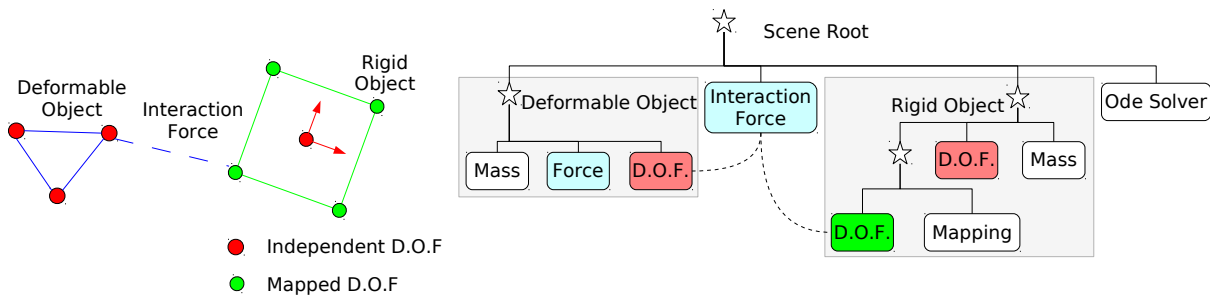 Deformable
Object
Interaction
Force
Rigid
Object
Independent D.O.F
Mapped D.O.F
Scene Root
Deformable Object
Interaction
Force
Rigid Object
Ode Solver
Mass
Force
D.O.F.
D.O.F.
Mass
D.O.F.
Mapping